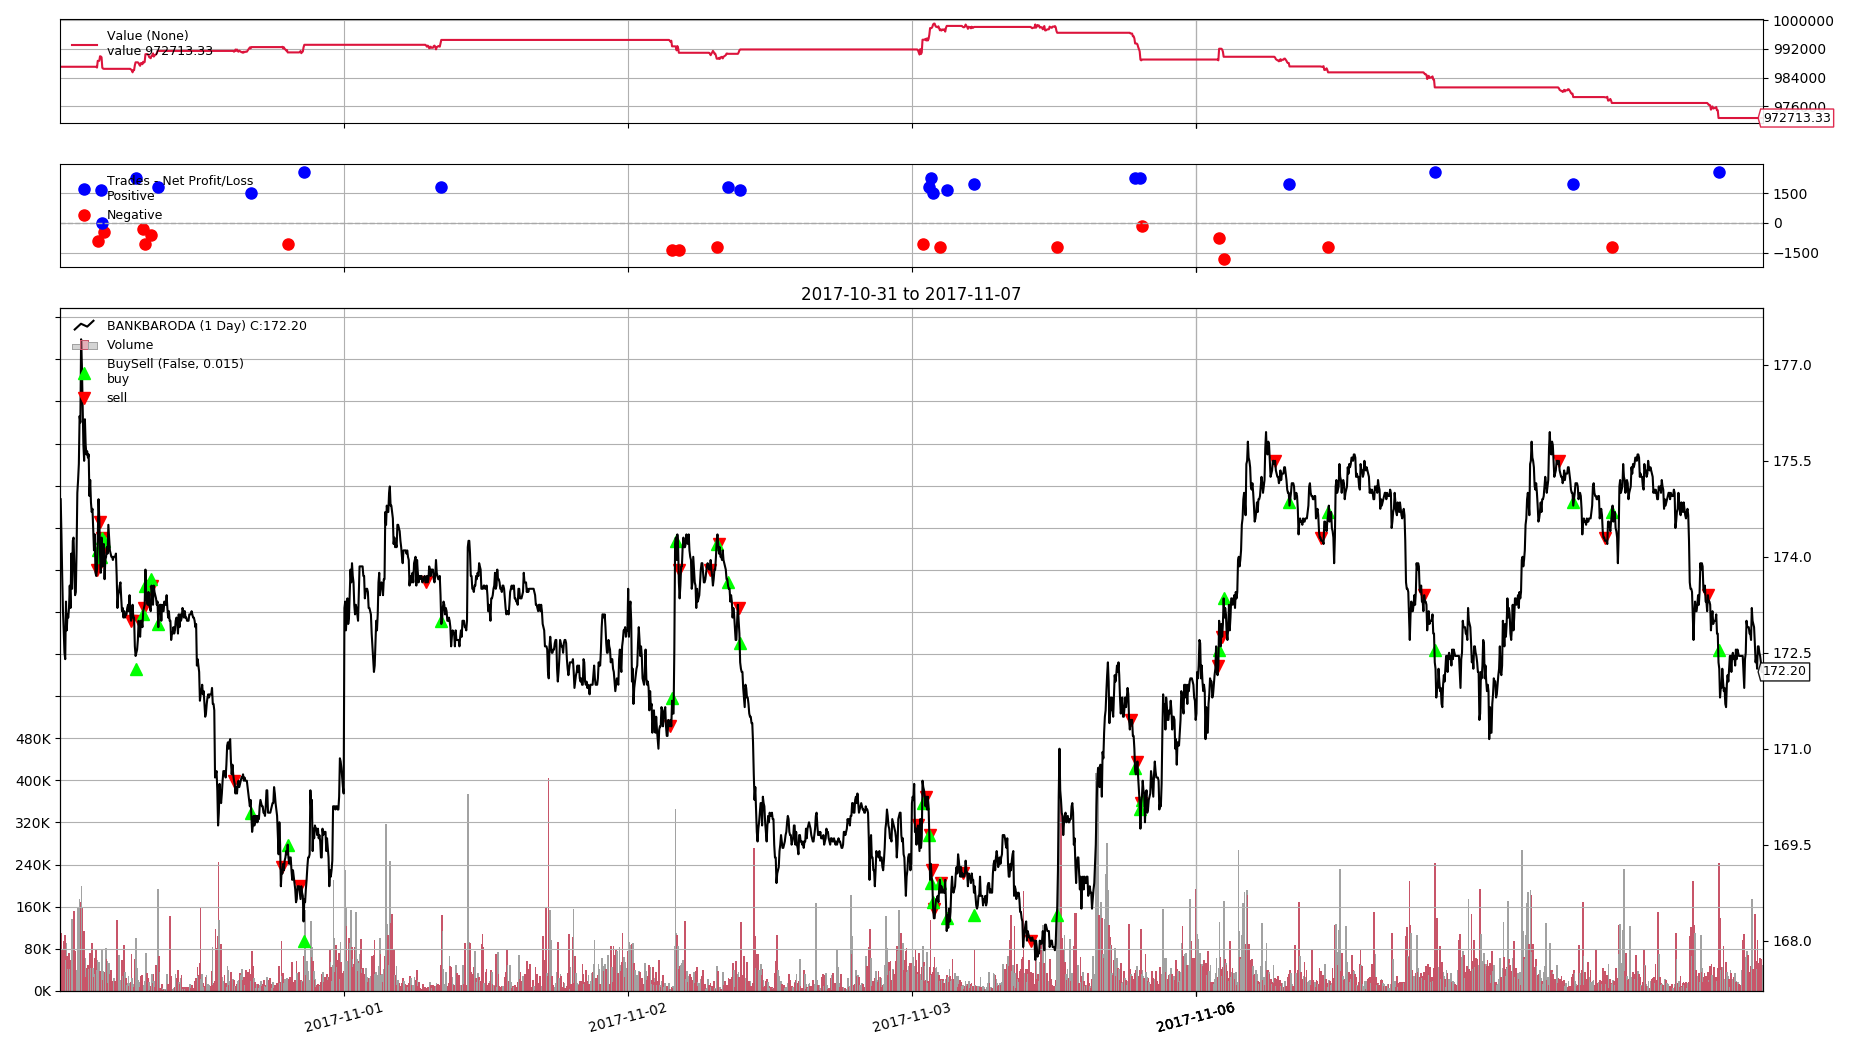 Value (None)
value 972713.33
1000000
992000
984000
976000
972713.33
Trades - Net Profit/Loss
Positive
Negative
1500
0
−1500
2017-10-31 to 2017-11-07
BANKBARODA (1 Day) C:172.20
Volume
BuySell (False, 0.015)
buy
sell
177.0
175.5
174.0
172.5
172.20
171.0
169.5
168.0
480K
400K
320K
240K
160K
80K
0K
2017-11-01
2017-11-02
2017-11-03
2017-11-06